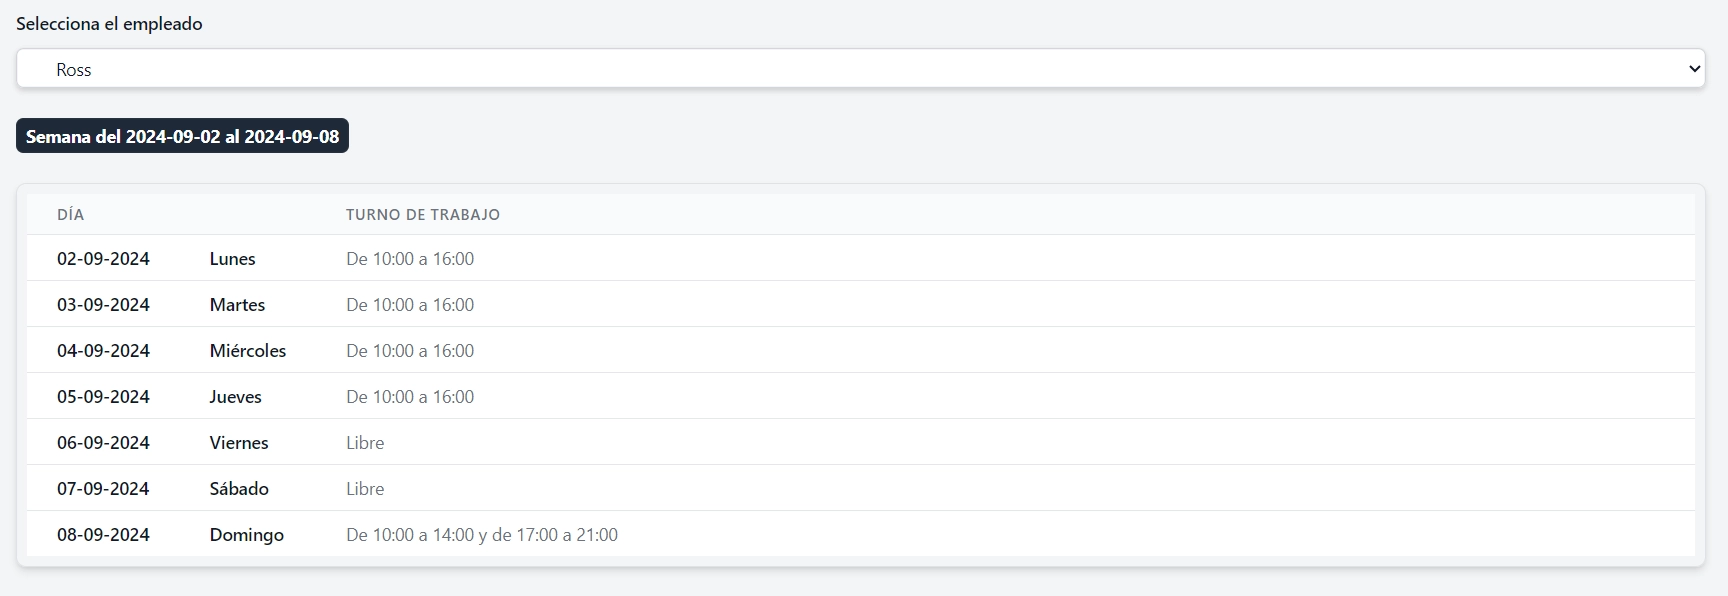 Selecciona el empleado
Ross
Semana del 2024-09-02 al 2024-09-08
DÍA TURNO DE TRABAJO
02-09-2024 Lunes De 10:00 a 16:00
03-09-2024 Martes De 10:00 a 16:00
04-09-2024 Miércoles De 10:00 a 16:00
05-09-2024 Jueves De 10:00 a 16:00
06-09-2024 Viernes Libre
07-09-2024 Sábado Libre
08-09-2024 Domingo De 10:00 a 14:00 y de 17:00 a 21:00